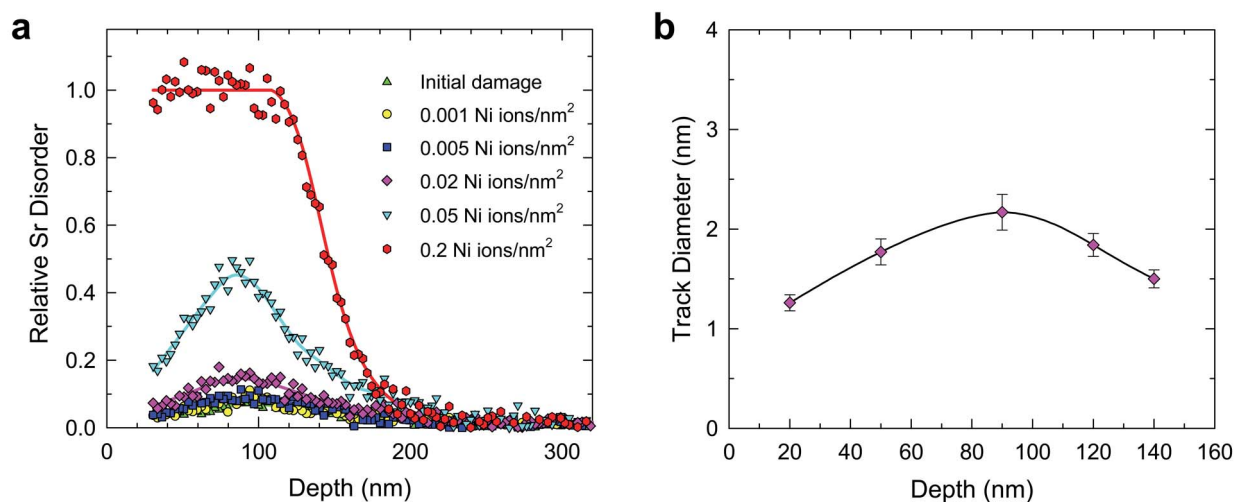 a
Relative Sr Disorder
1.0
0.8
0.6
0.4
0.2
0.0
0
100
200
300
Depth (nm)
Initial damage
0.001 Ni ions/nm²
0.005 Ni ions/nm²
0.02 Ni ions/nm²
0.05 Ni ions/nm²
0.2 Ni ions/nm²
b
Track Diameter (nm)
4
3
2
1
0
0
20
40
60
80
100
120
140
160
Depth (nm)